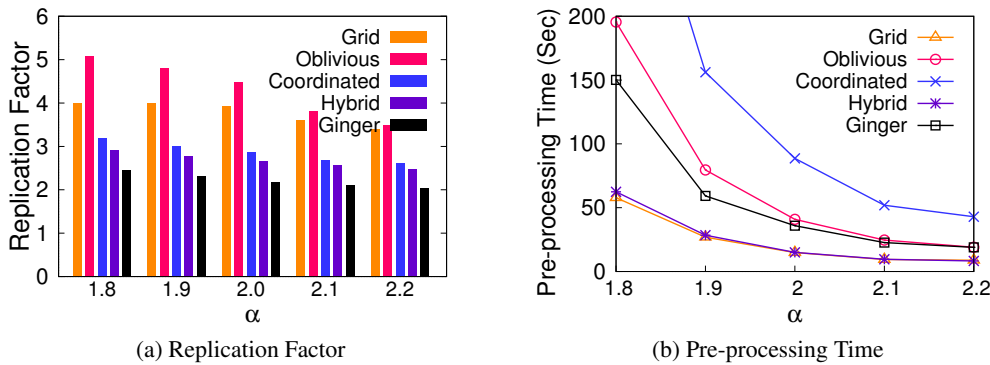 Replication Factor
6
5
4
3
2
1
0
Grid
Oblivious
Coordinated
Hybrid
Ginger
1.8 1.9 2.0 2.1 2.2
α
(a) Replication Factor
Pre-processing Time (Sec)
200
150
100
50
0
Grid
Oblivious
Coordinated
Hybrid
Ginger
1.8 1.9 2 2.1 2.2
α
(b) Pre-processing Time